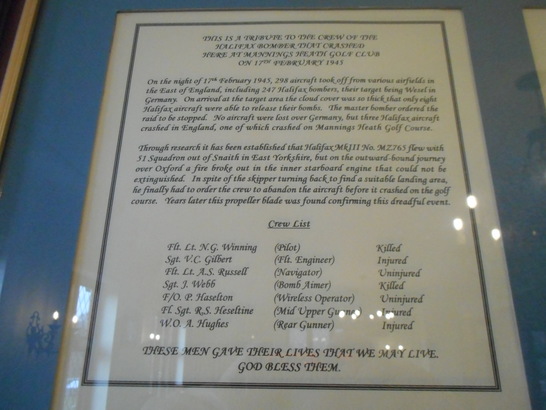 THIS IS A TRIBUTE TO THE CREW OF THE
HALIFAX BOMBER THAT CRASHED
HERE AT MANNINGS HEATH GOLF CLUB
ON 17TH FEBRUARY 1945
On the night of 17th February 1945, 298 aircraft took off from various airfields in
the East of England, including 247 Halifax bombers, their target being Wesel in
Germany. On arrival at the target area the cloud cover was so thick that only eight
Halifax aircraft were able to release their bombs. The master bomber ordered the
raid to be stopped. No aircraft were lost over Germany, but three Halifax aircraft
crashed in England, one of which crashed on Mannings Heath Golf Course.
Through research it has been established that Halifax MkIII No. MZ765 flew with
51 Squadron out of Snaith in East Yorkshire, but on the outward-bound journey
over Oxford a fire broke out in the inner starboard engine that could not be
extinguished. In spite of the skipper turning back to find a suitable landing area,
he finally had to order the crew to abandon the aircraft before it crashed on the golf
course. Years later this propeller blade was found confirming this dreadful event.
Crew List
Flt. Lt. N.G. Winning (Pilot) Killed
Sgt. V.C. Gilbert (Flt. Engineer) Injured
Flt. Lt. A.S. Russell (Navigator) Uninjured
Sgt. J. Webb (Bomb Aimer) Killed
F/O. P. Haselton (Wireless Operator) Uninjured
Fl. Sgt. R.S. Heseltine (Mid Upper Gunner) Injured
W.O. A. Hughes (Rear Gunner) Injured
THESE MEN GAVE THEIR LIVES THAT WE MAY LIVE.
GOD BLESS THEM.